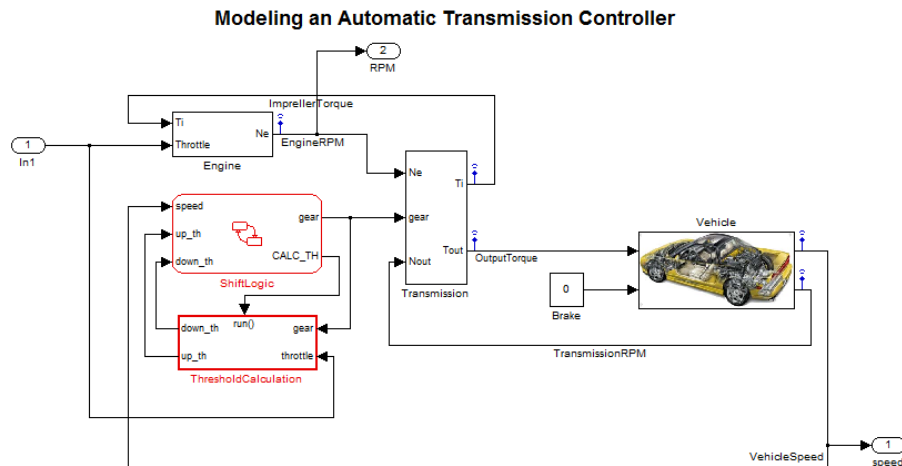 Modeling an Automatic Transmission Controller
2
RPM
ImprellerTorque
Ti
Ne
Throttle
EngineRPM
Engine
1
In1
Ne
Ti
gear
Tout
Nout
OutputTorque
Transmission
speed
gear
up_th
CALC_TH
down_th
ShiftLogic
run()
down_th
gear
up_th
throttle
ThresholdCalculation
Vehicle
0
Brake
TransmissionRPM
1
VehicleSpeed
speed